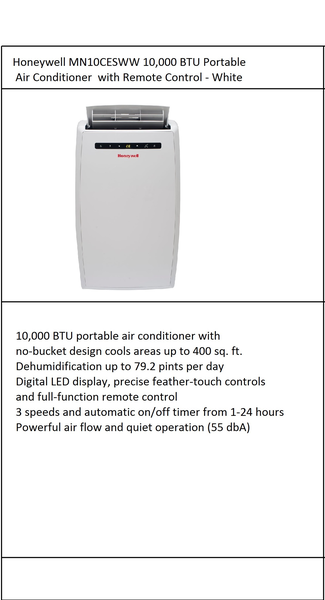 Honeywell MN10CESWW 10,000 BTU Portable
Air Conditioner with Remote Control - White
Honeywell
10,000 BTU portable air conditioner with
no-bucket design cools areas up to 400 sq. ft.
Dehumidification up to 79.2 pints per day
Digital LED display, precise feather-touch controls
and full-function remote control
3 speeds and automatic on/off timer from 1-24 hours
Powerful air flow and quiet operation (55 dbA)